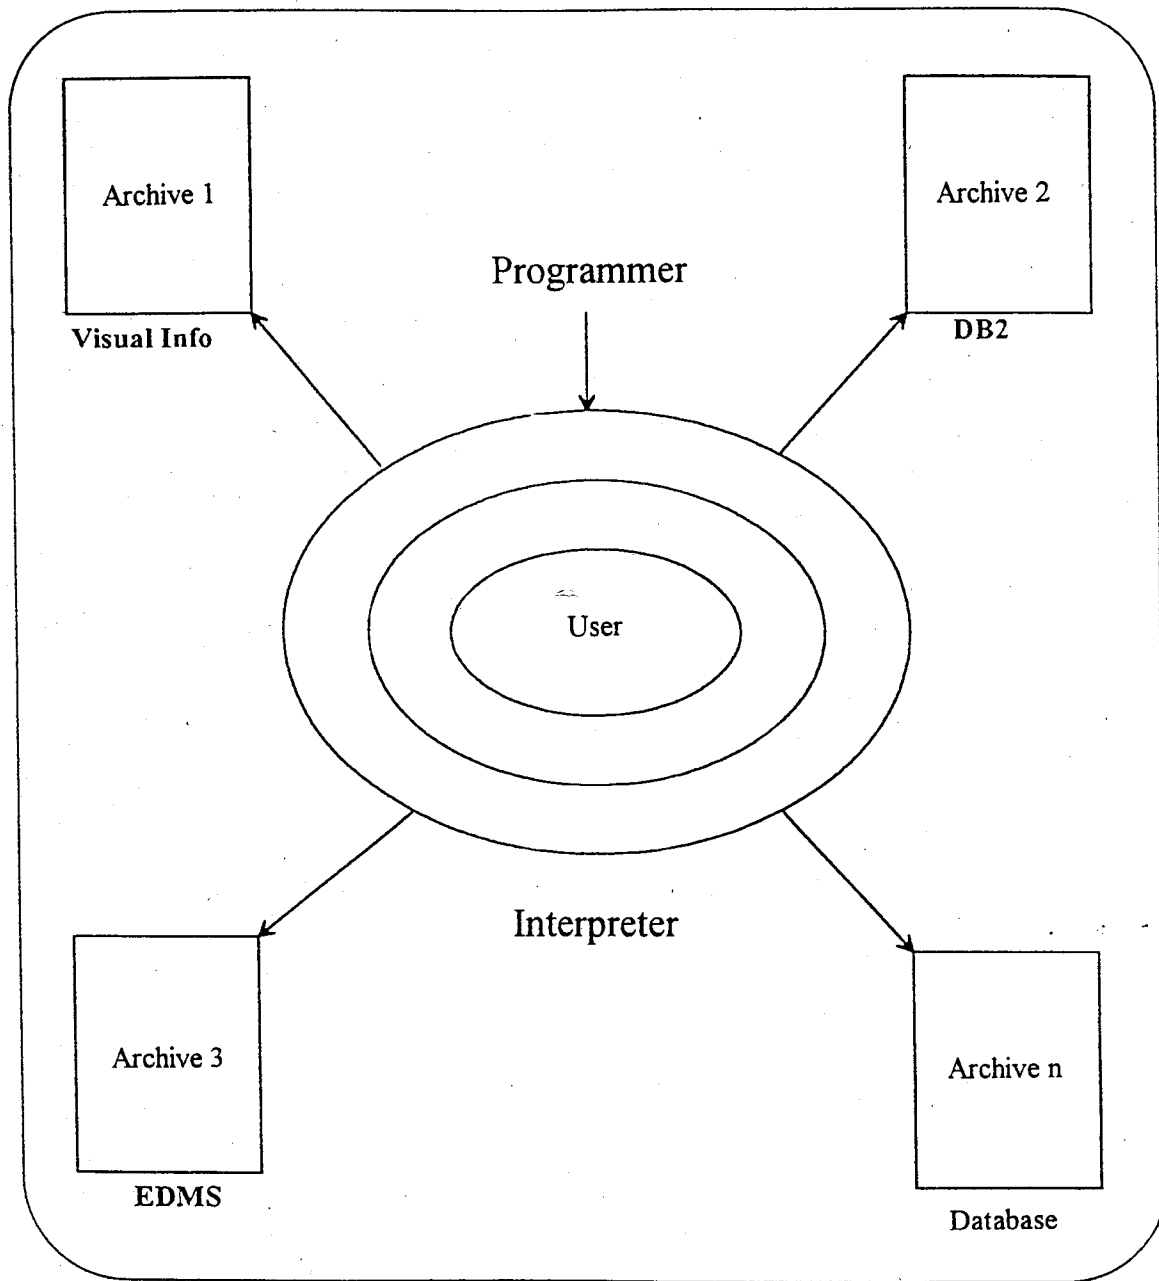 Archive 1
Archive 2
Programmer
Visual Info
DB2
User
Interpreter
Archive 3
Archive n
EDMS
Database